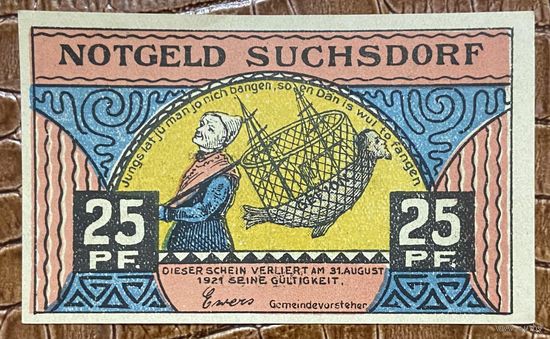 NOTGELD SUCHSDORF
Jungs lat ju man jo nich bangen, so en Dän is wul to fangen
25
PF.
25
PF.
DIESER SCHEIN VERLIERT AM 31. AUGUST
1921 SEINE GÜLTIGKEIT.
Ewers Gemeindevorsteher